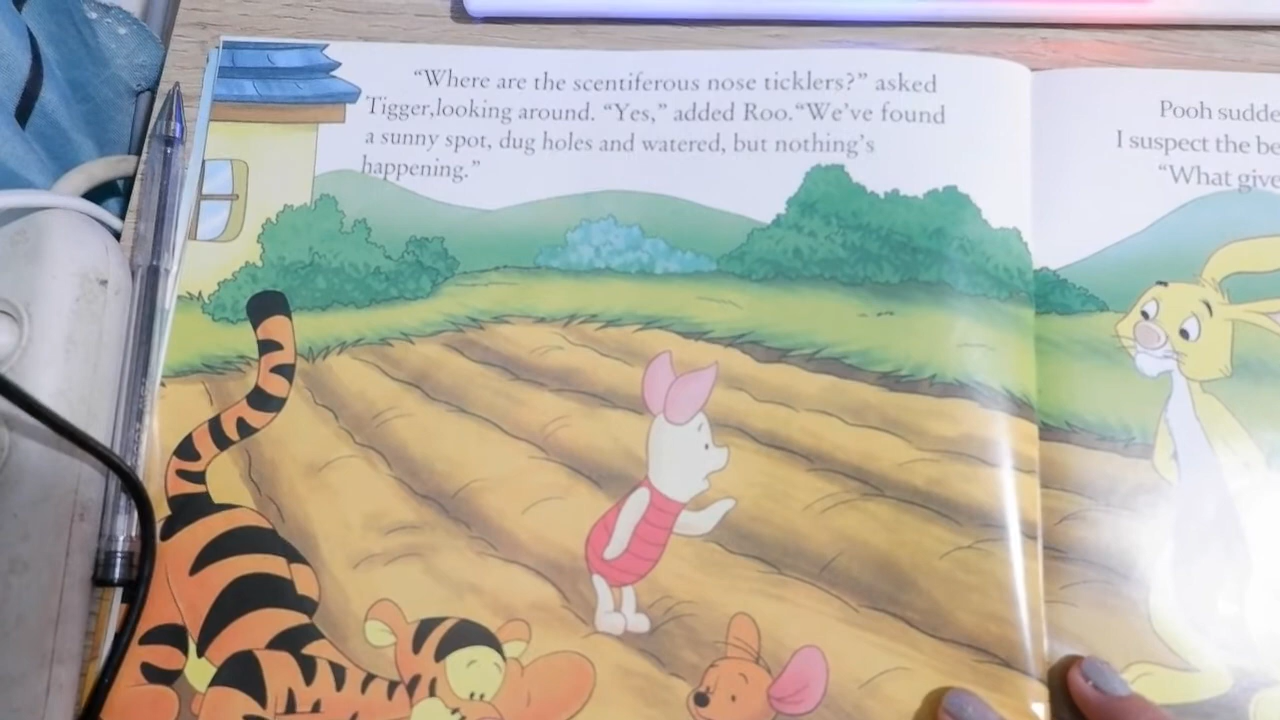 “Where are the scentiferous nose ticklers?” asked
Tigger,looking around. “Yes,” added Roo.“We’ve found
a sunny spot, dug holes and watered, but nothing’s
happening.”
Pooh sudde
I suspect the be
“What give